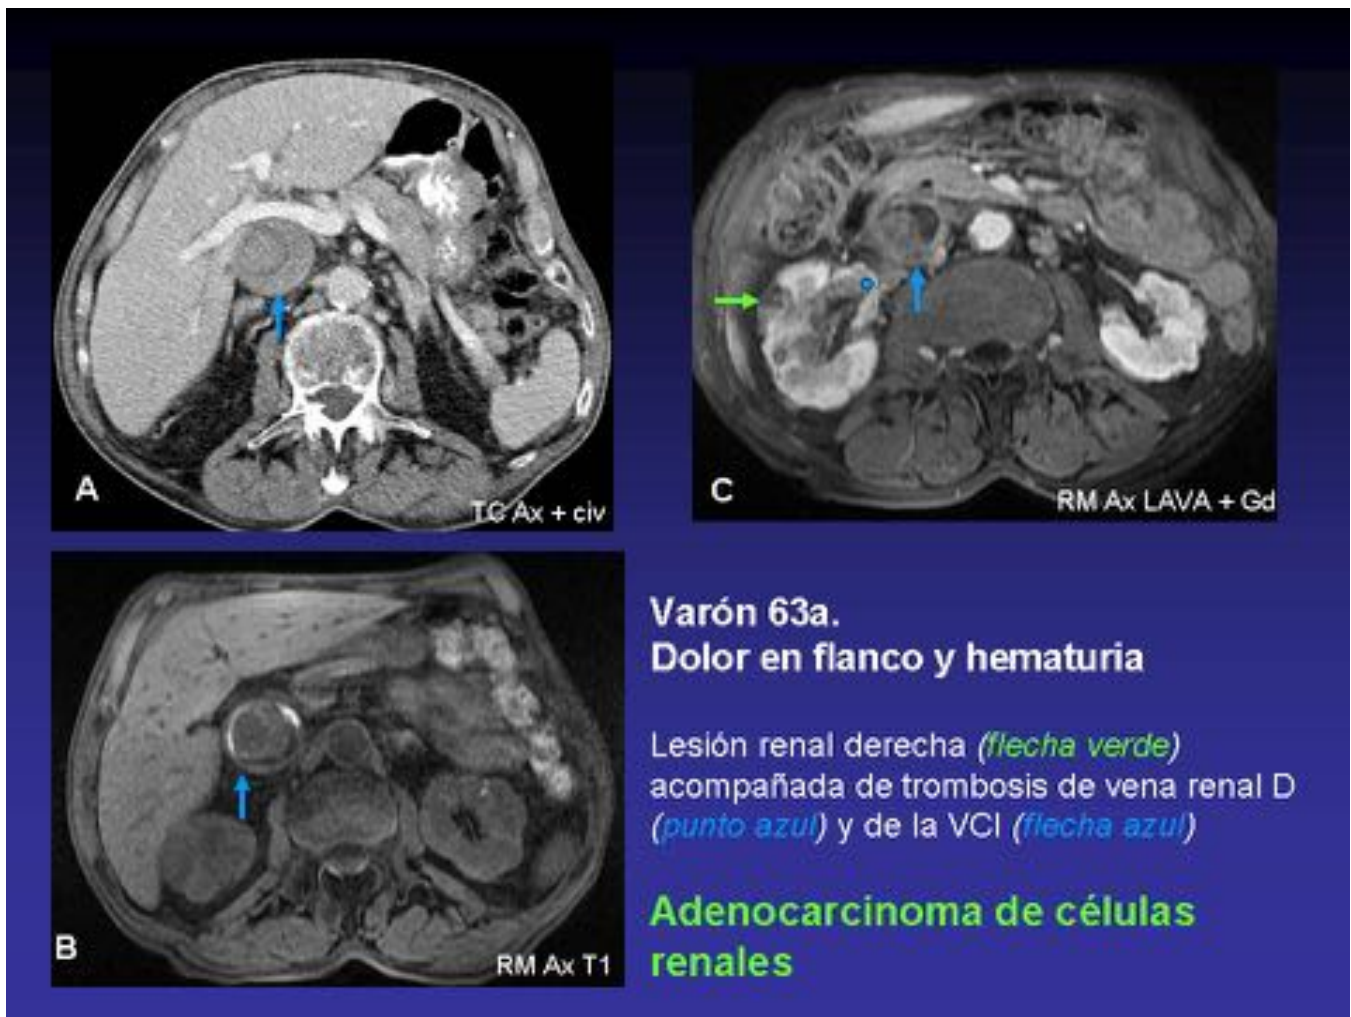 A
TC Ax + civ
C
RM Ax LAVA + Gd
B
RM Ax T1
Varón 63a.
Dolor en flanco y hematuria
Lesión renal derecha (flecha verde)
acompañada de trombosis de vena renal D
(punto azul) y de la VCI (flecha azul)
Adenocarcinoma de células
renales